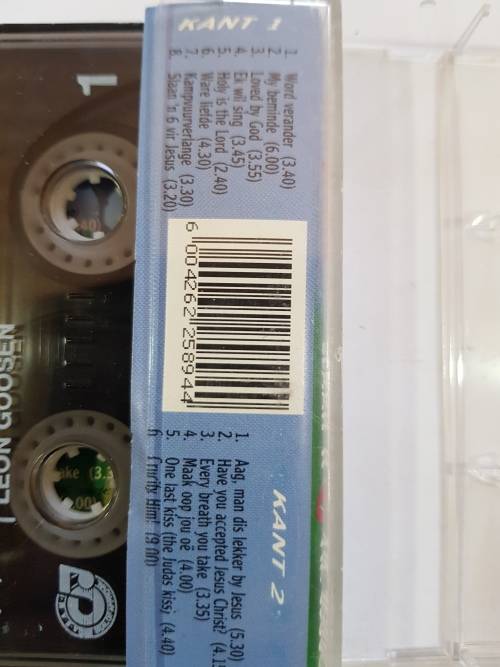 KANT 1
1. Word verander (3.40)
2. My beminde (6.00)
3. Loved by God (3.55)
4. Ek wil sing (3.45)
5. Holy is the Lord (2.40)
6. Ware liefde (4.30)
7. Kampvuurverlange (3.30)
8. Slaan 'n 6 vir Jesus (3.20)
6 004262 258944
KANT 2
1. Aag, man dis lekker by Jesus (5.30)
2. Have you accepted Jesus Christ? (4.15
3. Every breath you take (3.35)
4. Maak oop jou oë (4.00)
5. One last kiss (the Judas kiss) (4.40)
6 Crucify Him! (9.00)
1
LEON GOOSEN